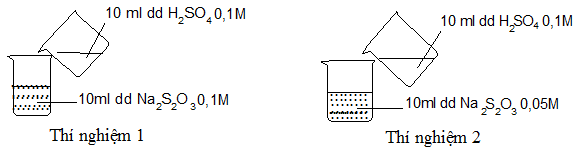 10 ml dd H₂SO₄ 0,1M
10ml dd Na₂S₂O₃ 0,1M
Thí nghiệm 1
10 ml dd H₂SO₄ 0,1M
10ml dd Na₂S₂O₃ 0,05M
Thí nghiệm 2